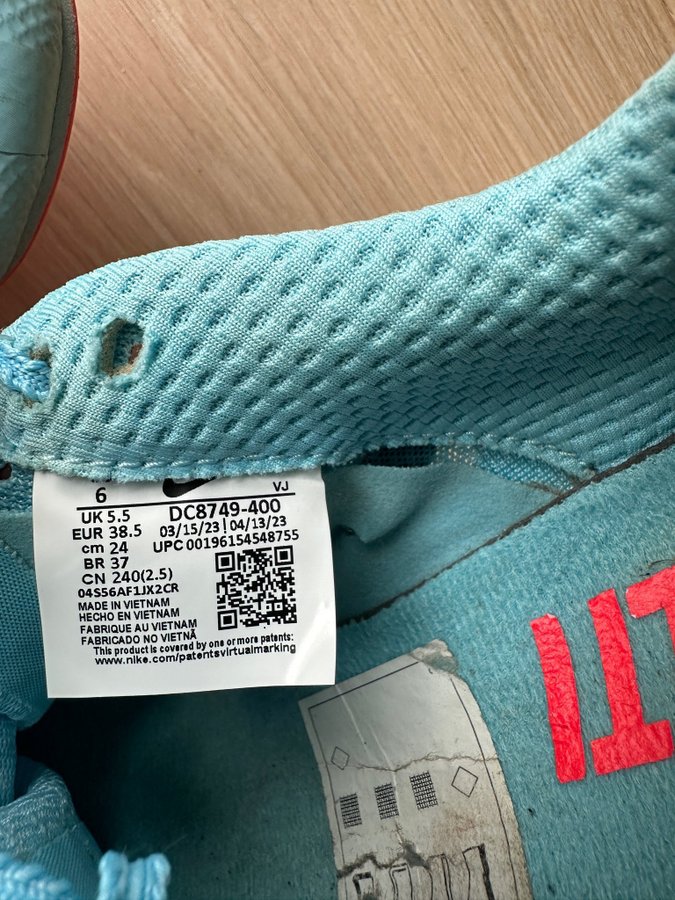 6
VJ
UK 5.5
DC8749-400
EUR 38.5
03/15/23 | 04/13/23
cm 24
UPC 00196154548755
BR 37
CN 240(2.5)
04S56AF1JX2CR
MADE IN VIETNAM
HECHO EN VIETNAM
FABRIQUE AU VIETNAM
FABRICADO NO VIETNÃ
This product is covered by one or more patents:
www.nike.com/patentsvirtualmarking